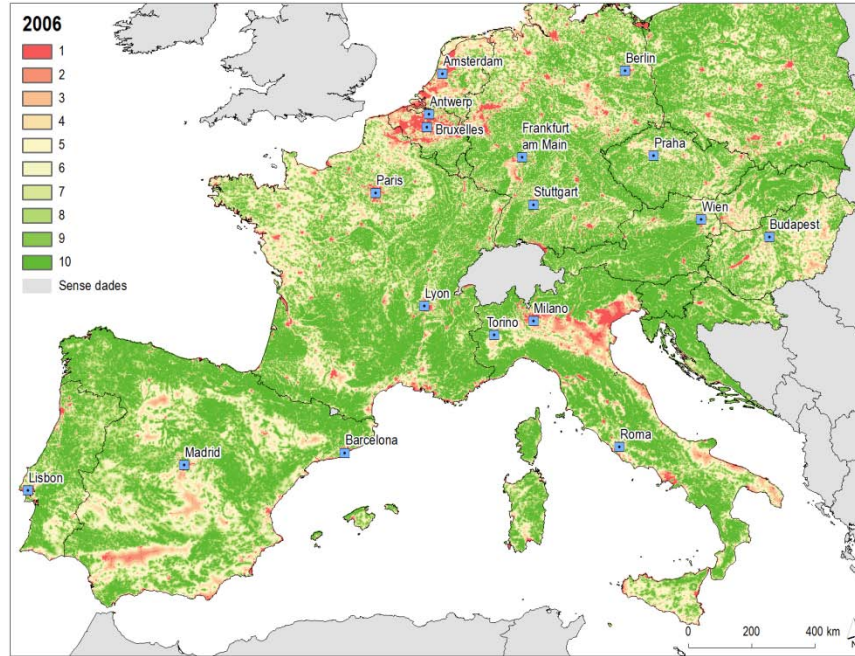 2006
1
2
3
4
5
6
7
8
9
10
Sense dades
Amsterdam
Berlin
Antwerp
Bruxelles
Frankfurt
am Main
Praha
Paris
Stuttgart
Wien
Budapest
Lyon
Milano
Torino
Barcelona
Roma
Madrid
Lisbon
0 200 400 km
N